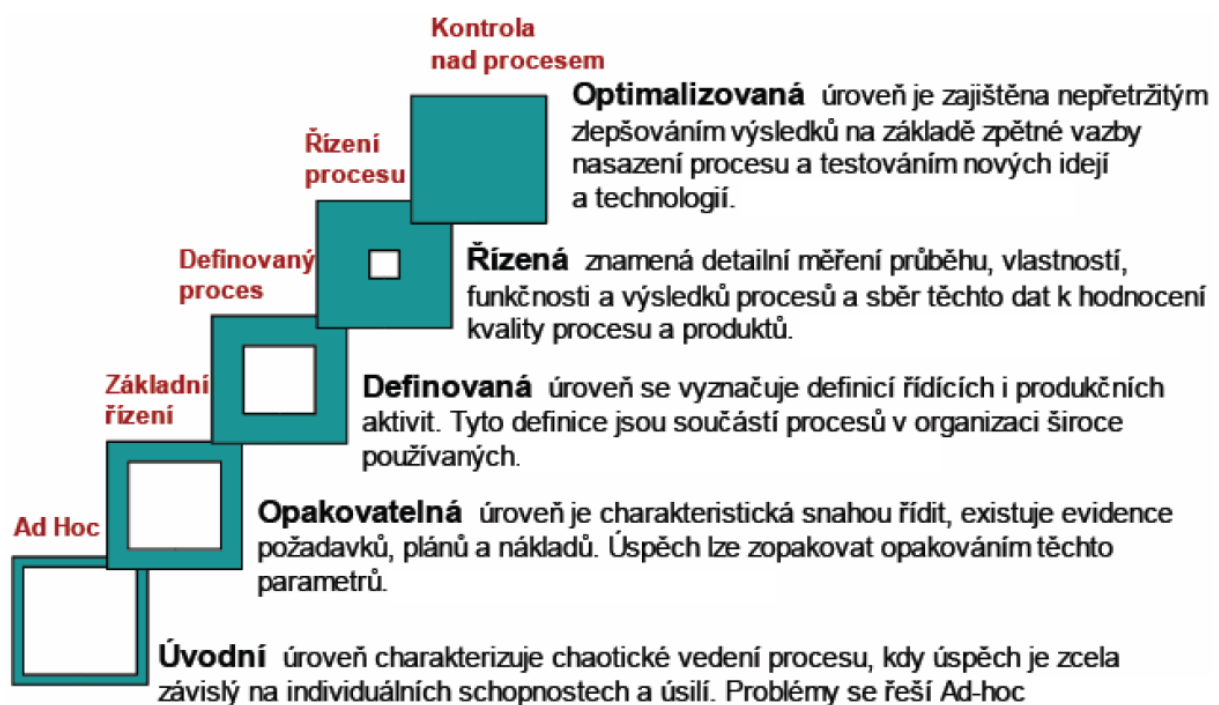 Kontrola
nad procesem
Optimalizovaná úroveň je zajištěna nepřetržitým
zlepšováním výsledků na základě zpětné vazby
nasazení procesu a testováním nových idejí
a technologií.
Řízení
procesu
Řízená znamená detailní měření průběhu, vlastností,
funkčnosti a výsledků procesů a sběr těchto dat k hodnocení
kvality procesu a produktů.
Definovaný
proces
Definovaná úroveň se vyznačuje definicí řídících i produkčních
aktivit. Tyto definice jsou součástí procesů v organizaci široce
používaných.
Základní
řízení
Opakovatelná úroveň je charakteristická snahou řídit, existuje evidence
požadavků, plánů a nákladů. Úspěch lze zopakovat opakováním těchto
parametrů.
Ad Hoc
Úvodní úroveň charakterizuje chaotické vedení procesu, kdy úspěch je zcela
závislý na individuálních schopnostech a úsilí. Problémy se řeší Ad-hoc